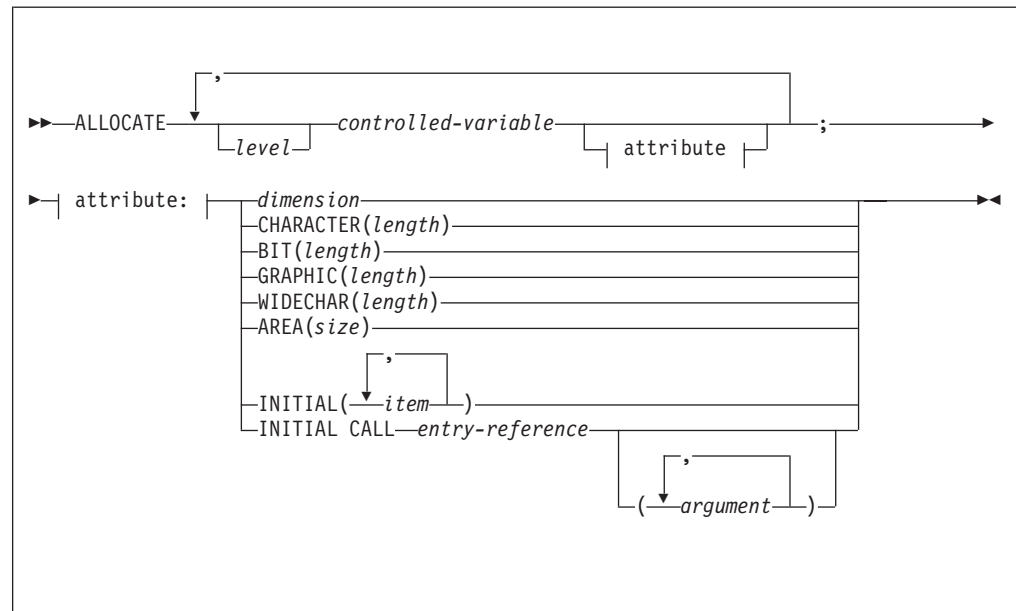 ,
ALLOCATE level controlled-variable attribute ;
attribute: dimension
CHARACTER(length)
BIT(length)
GRAPHIC(length)
WIDECHAR(length)
AREA(size)
,
INITIAL( item )
INITIAL CALL entry-reference
,
( argument )